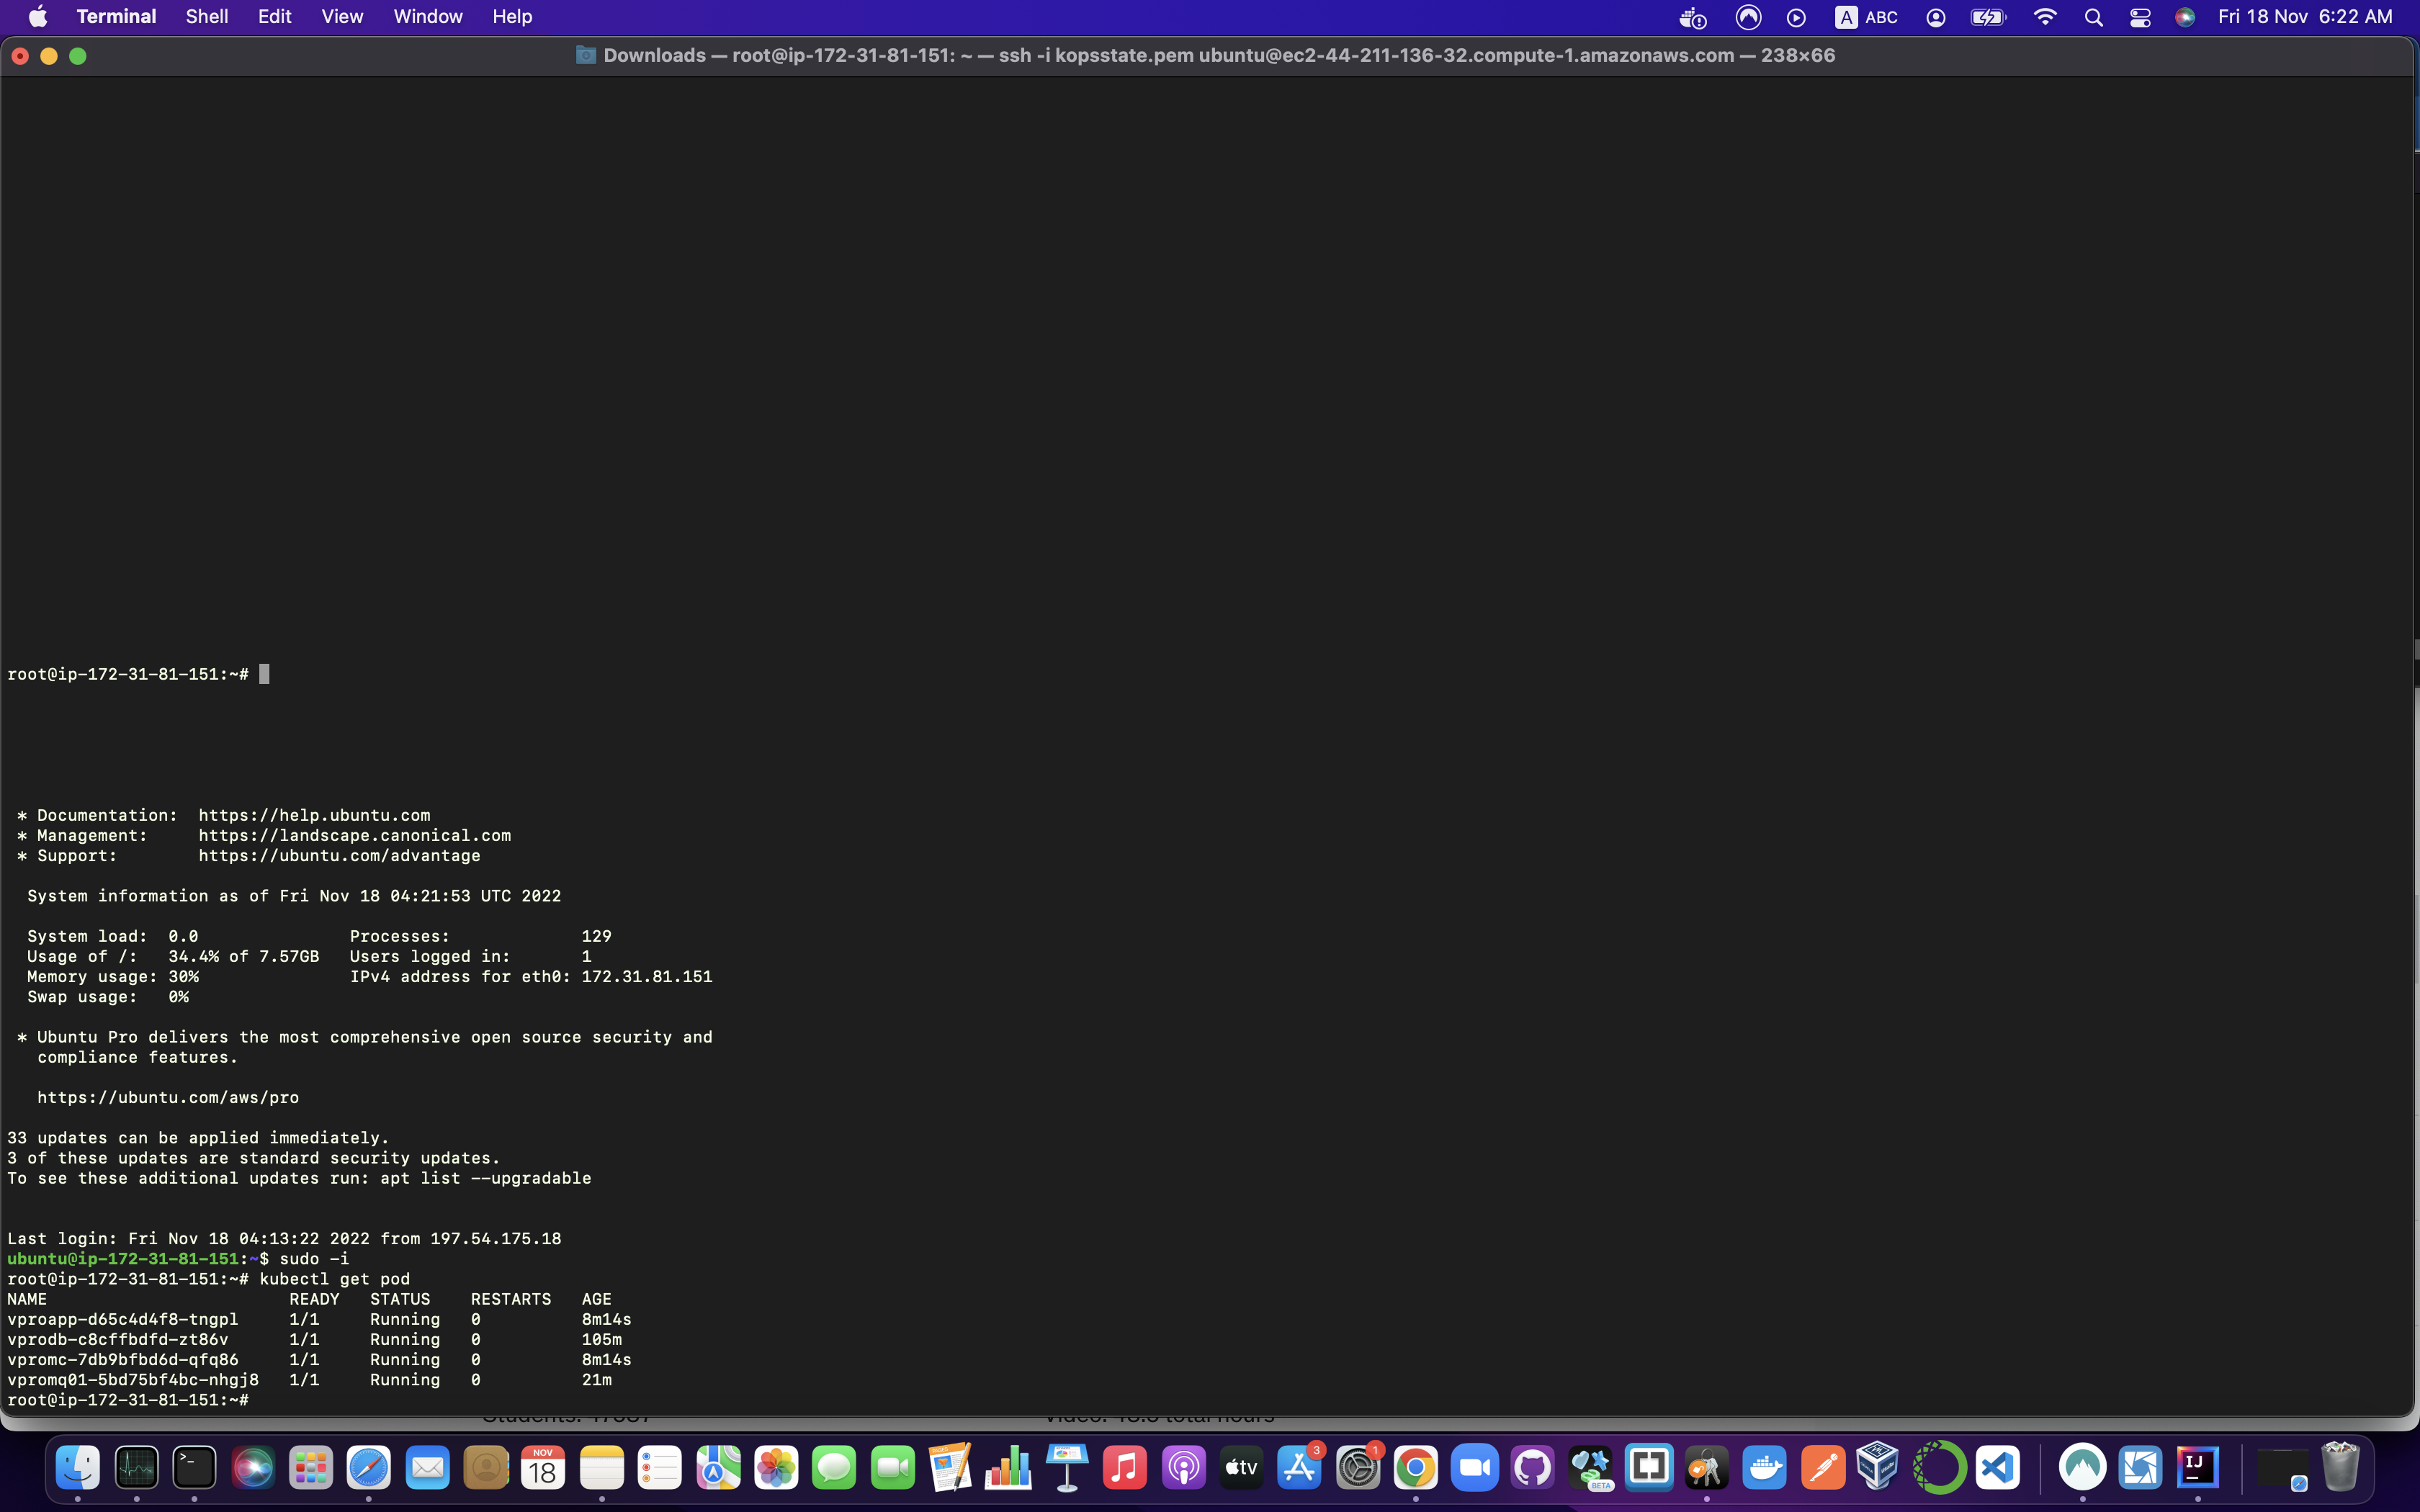 Terminal Shell Edit View Window Help A ABC Fri 18 Nov 6:22 AM
Downloads — root@ip-172-31-81-151: ~ — ssh -i kopsstate.pem ubuntu@ec2-44-211-136-32.compute-1.amazonaws.com — 238×66
root@ip-172-31-81-151:~#
* Documentation: https://help.ubuntu.com
* Management: https://landscape.canonical.com
* Support: https://ubuntu.com/advantage
System information as of Fri Nov 18 04:21:53 UTC 2022
System load: 0.0 Processes: 129
Usage of /: 34.4% of 7.57GB Users logged in: 1
Memory usage: 30% IPv4 address for eth0: 172.31.81.151
Swap usage: 0%
* Ubuntu Pro delivers the most comprehensive open source security and
compliance features.
https://ubuntu.com/aws/pro
33 updates can be applied immediately.
3 of these updates are standard security updates.
To see these additional updates run: apt list --upgradable
Last login: Fri Nov 18 04:13:22 2022 from 197.54.175.18
ubuntu@ip-172-31-81-151:~$ sudo -i
root@ip-172-31-81-151:~# kubectl get pod
NAME READY STATUS RESTARTS AGE
vproapp-d65c4d4f8-tngpl 1/1 Running 0 8m14s
vprodb-c8cffbdfd-zt86v 1/1 Running 0 105m
vpromc-7db9bfbd6d-qfq86 1/1 Running 0 8m14s
vpromq01-5bd75bf4bc-nhgj8 1/1 Running 0 21m
root@ip-172-31-81-151:~#
NOV
18
tv
3
1
BETA
IJ